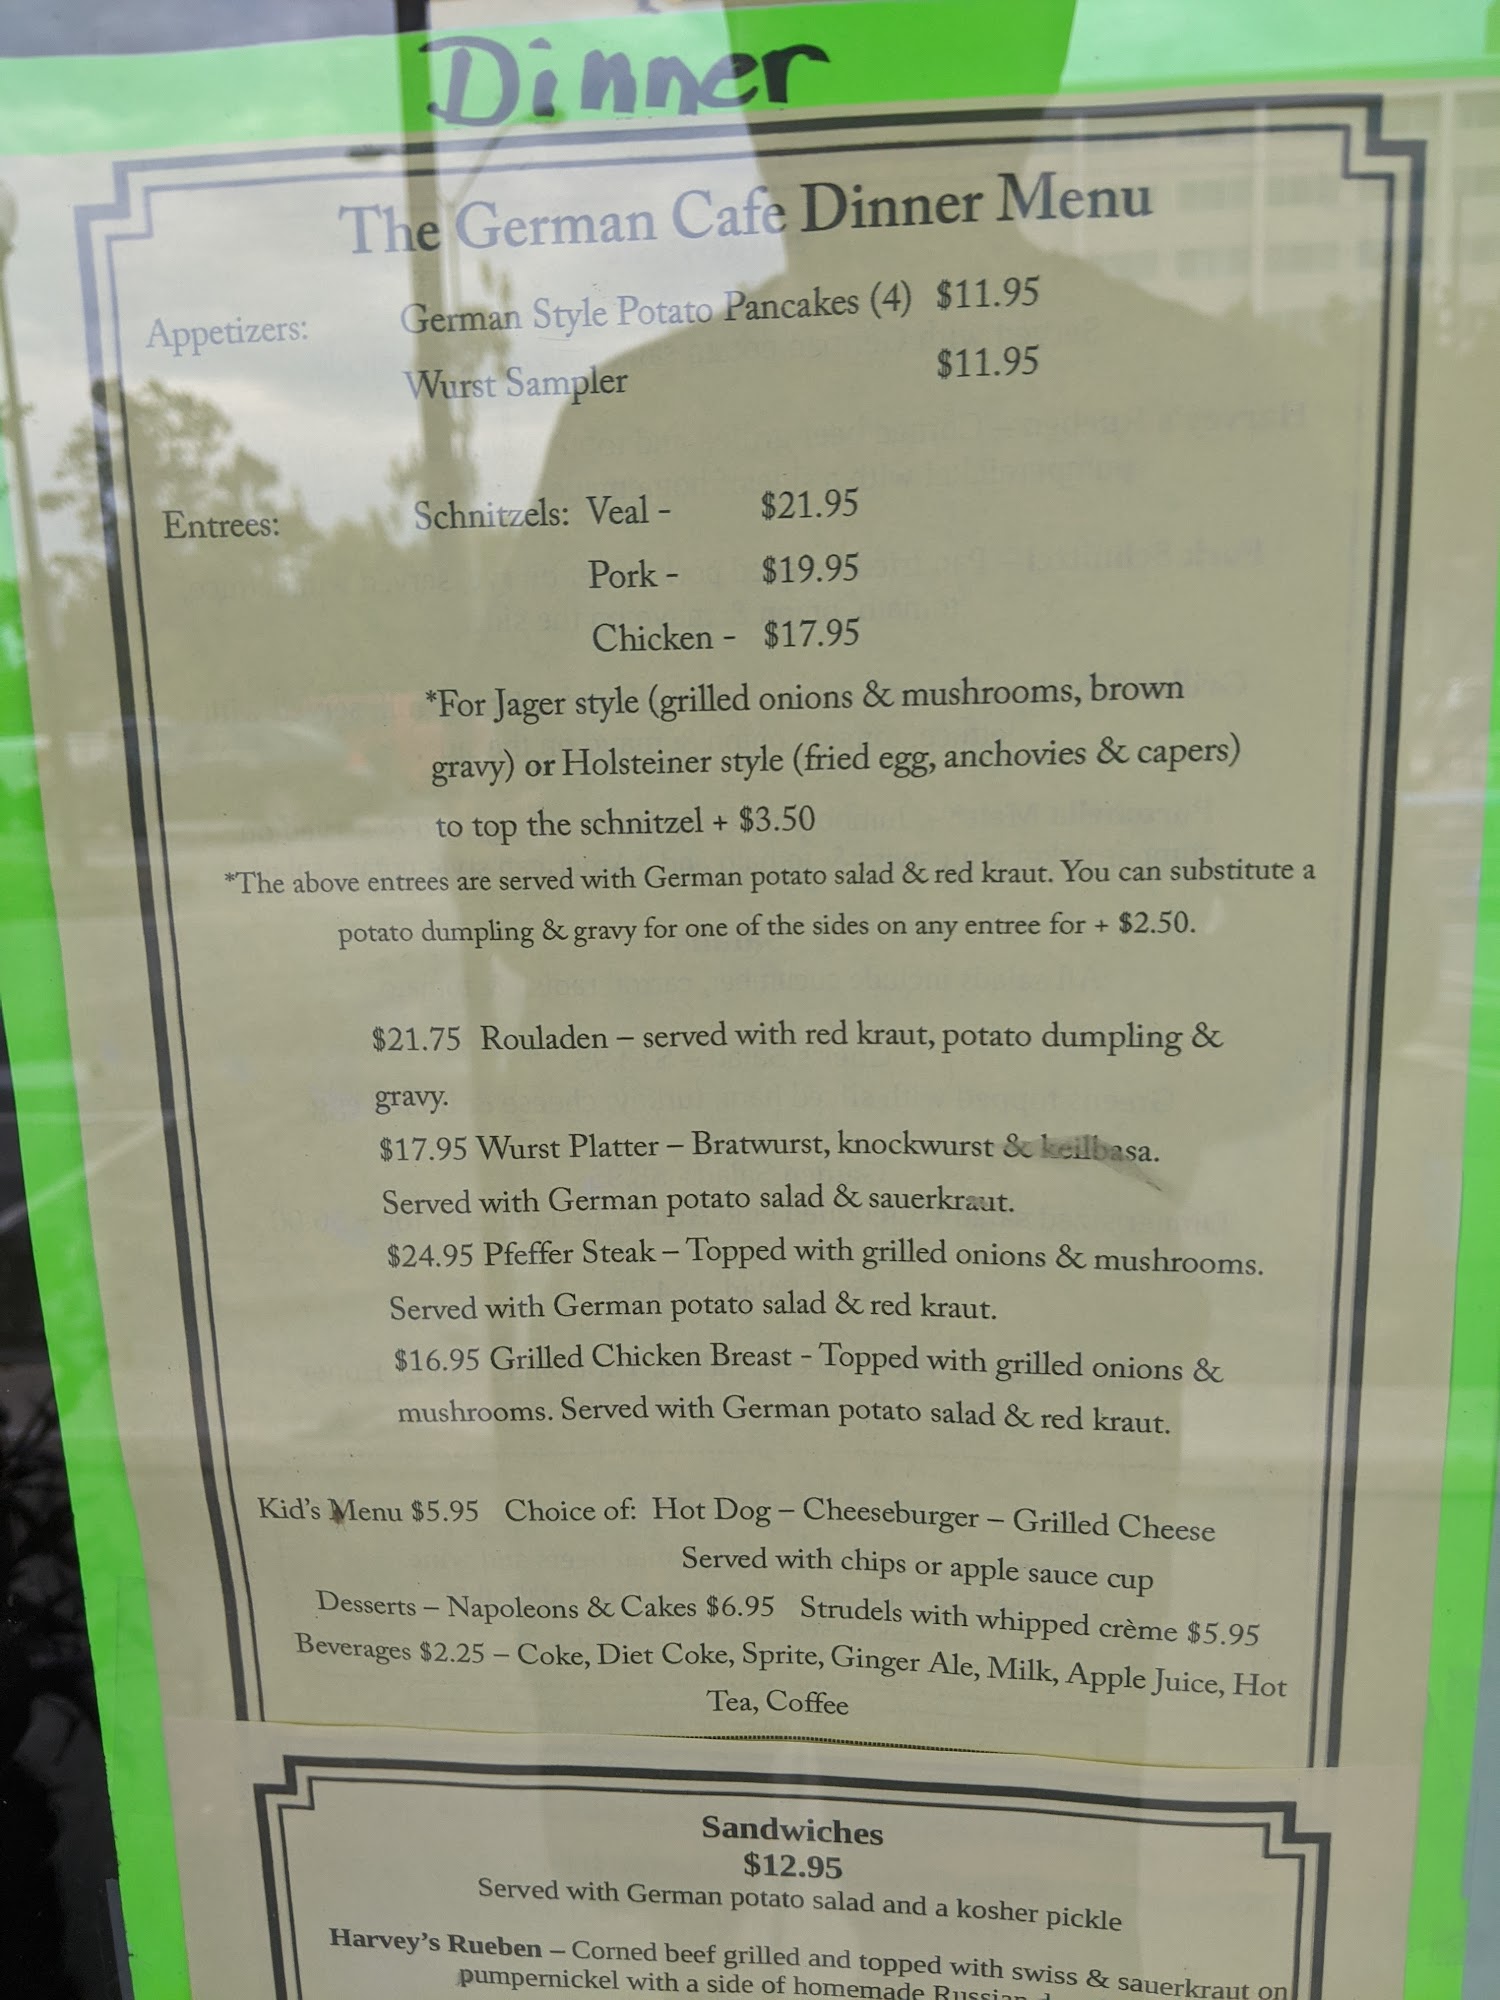 Dinner
The German Cafe Dinner Menu
Appetizers: German Style Potato Pancakes (4) $11.95
Wurst Sampler $11.95
Entrees: Schnitzels: Veal - $21.95
Pork - $19.95
Chicken - $17.95
*For Jager style (grilled onions & mushrooms, brown
gravy) or Holsteiner style (fried egg, anchovies & capers)
to top the schnitzel + $3.50
*The above entrees are served with German potato salad & red kraut. You can substitute a
potato dumpling & gravy for one of the sides on any entree for + $2.50.
$21.75 Rouladen – served with red kraut, potato dumpling &
gravy.
$17.95 Wurst Platter – Bratwurst, knockwurst & keilbasa.
Served with German potato salad & sauerkraut.
$24.95 Pfeffer Steak – Topped with grilled onions & mushrooms.
Served with German potato salad & red kraut.
$16.95 Grilled Chicken Breast - Topped with grilled onions &
mushrooms. Served with German potato salad & red kraut.
Kid's Menu $5.95 Choice of: Hot Dog – Cheeseburger – Grilled Cheese
Served with chips or apple sauce cup
Desserts – Napoleons & Cakes $6.95 Strudels with whipped crème $5.95
Beverages $2.25 – Coke, Diet Coke, Sprite, Ginger Ale, Milk, Apple Juice, Hot
Tea, Coffee
Sandwiches
$12.95
Served with German potato salad and a kosher pickle
Harvey's Rueben – Corned beef grilled and topped with swiss & sauerkraut on
pumpernickel with a side of homemade Russian